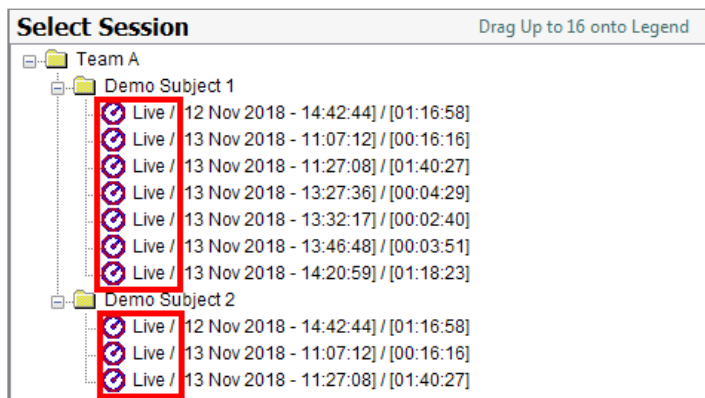 Select Session Drag Up to 16 onto Legend
Team A
Demo Subject 1
Live / 12 Nov 2018 - 14:42:44] / [01:16:58]
Live / 13 Nov 2018 - 11:07:12] / [00:16:16]
Live / 13 Nov 2018 - 11:27:08] / [01:40:27]
Live / 13 Nov 2018 - 13:27:36] / [00:04:29]
Live / 13 Nov 2018 - 13:32:17] / [00:02:40]
Live / 13 Nov 2018 - 13:46:48] / [00:03:51]
Live / 13 Nov 2018 - 14:20:59] / [01:18:23]
Demo Subject 2
Live / 12 Nov 2018 - 14:42:44] / [01:16:58]
Live / 13 Nov 2018 - 11:07:12] / [00:16:16]
Live / 13 Nov 2018 - 11:27:08] / [01:40:27]